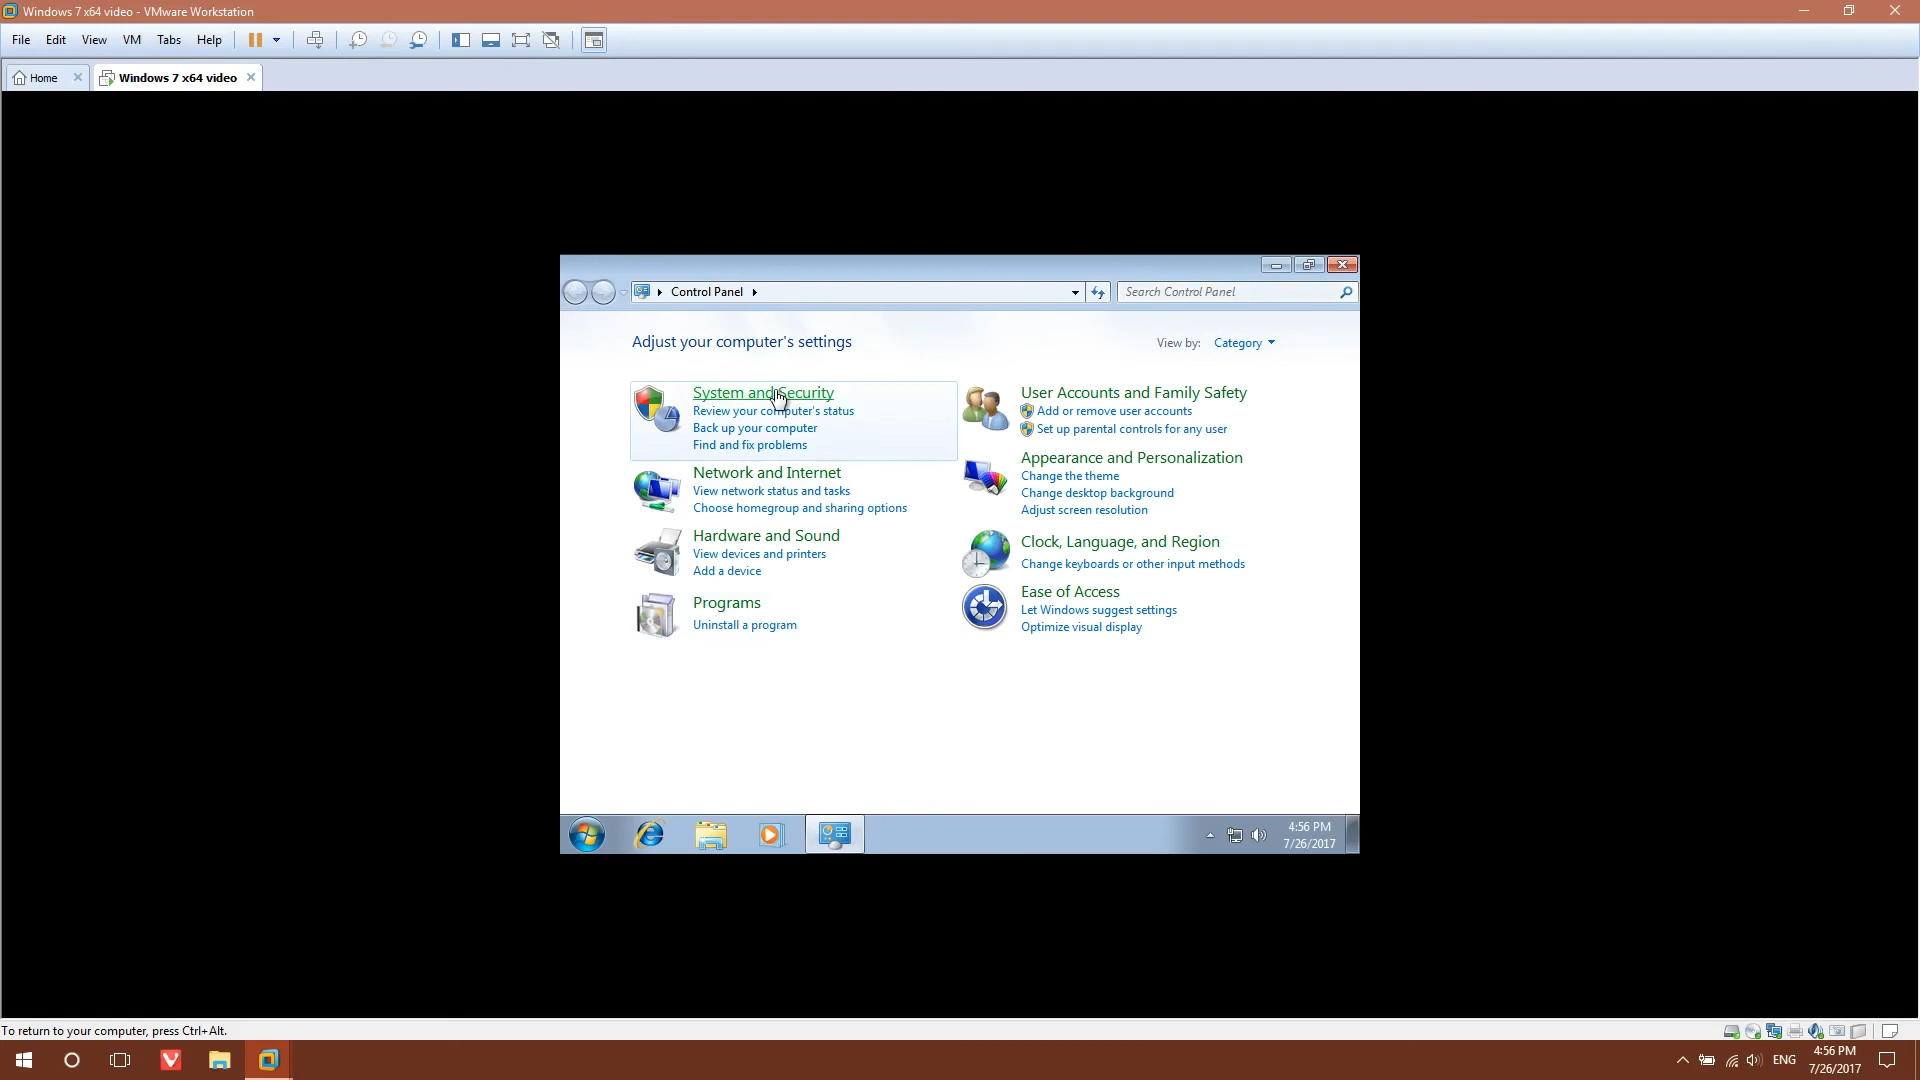 Windows 7 x64 video - VMware Workstation
File Edit View VM Tabs Help
Home Windows 7 x64 video
Control Panel
Search Control Panel
Adjust your computer's settings
View by: Category
System and Security
Review your computer's status
Back up your computer
Find and fix problems
Network and Internet
View network status and tasks
Choose homegroup and sharing options
Hardware and Sound
View devices and printers
Add a device
Programs
Uninstall a program
User Accounts and Family Safety
Add or remove user accounts
Set up parental controls for any user
Appearance and Personalization
Change the theme
Change desktop background
Adjust screen resolution
Clock, Language, and Region
Change keyboards or other input methods
Ease of Access
Let Windows suggest settings
Optimize visual display
4:56 PM
7/26/2017
To return to your computer, press Ctrl+Alt.
ENG
4:56 PM
7/26/2017